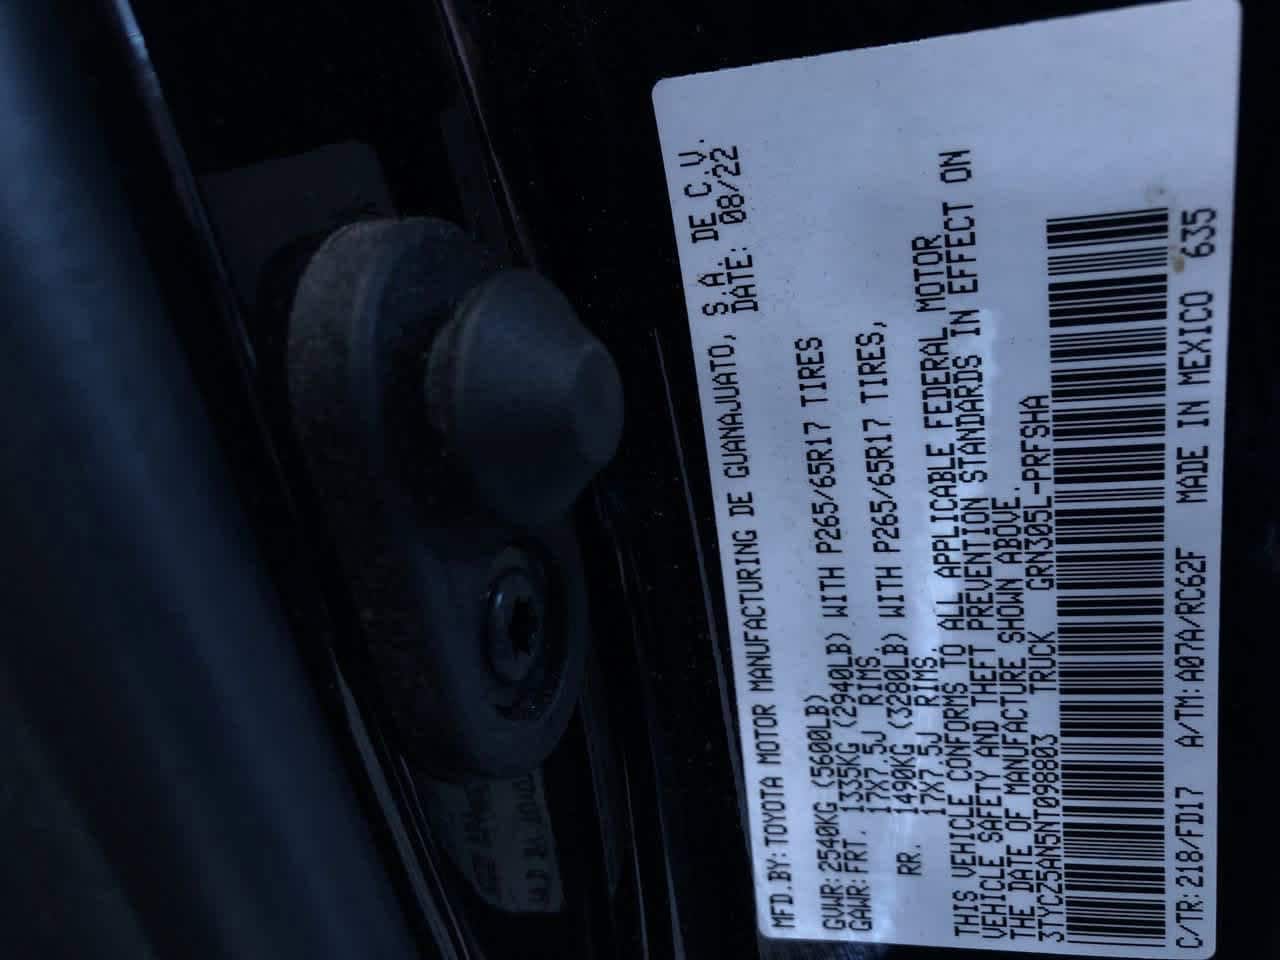 MFD.BY:TOYOTA MOTOR MANUFACTURING DE GUANAJUATO, S.A. DE C.V.
DATE: 08/22
GVWR:2540KG (5600LB)
GAWR:FRT. 1335KG (2940LB) WITH P265/65R17 TIRES
17X7.5J RIMS.
RR. 1490KG (3280LB) WITH P265/65R17 TIRES,
17X7.5J RIMS.
THIS VEHICLE CONFORMS TO ALL APPLICABLE FEDERAL MOTOR
VEHICLE SAFETY AND THEFT PREVENTION STANDARDS IN EFFECT ON
THE DATE OF MANUFACTURE SHOWN ABOVE.
3TYCZ5AN5NT098803 TRUCK GRN305L-PRFSHA
C/TR:218/FD17 A/TM:A07A/RC62F MADE IN MEXICO 635